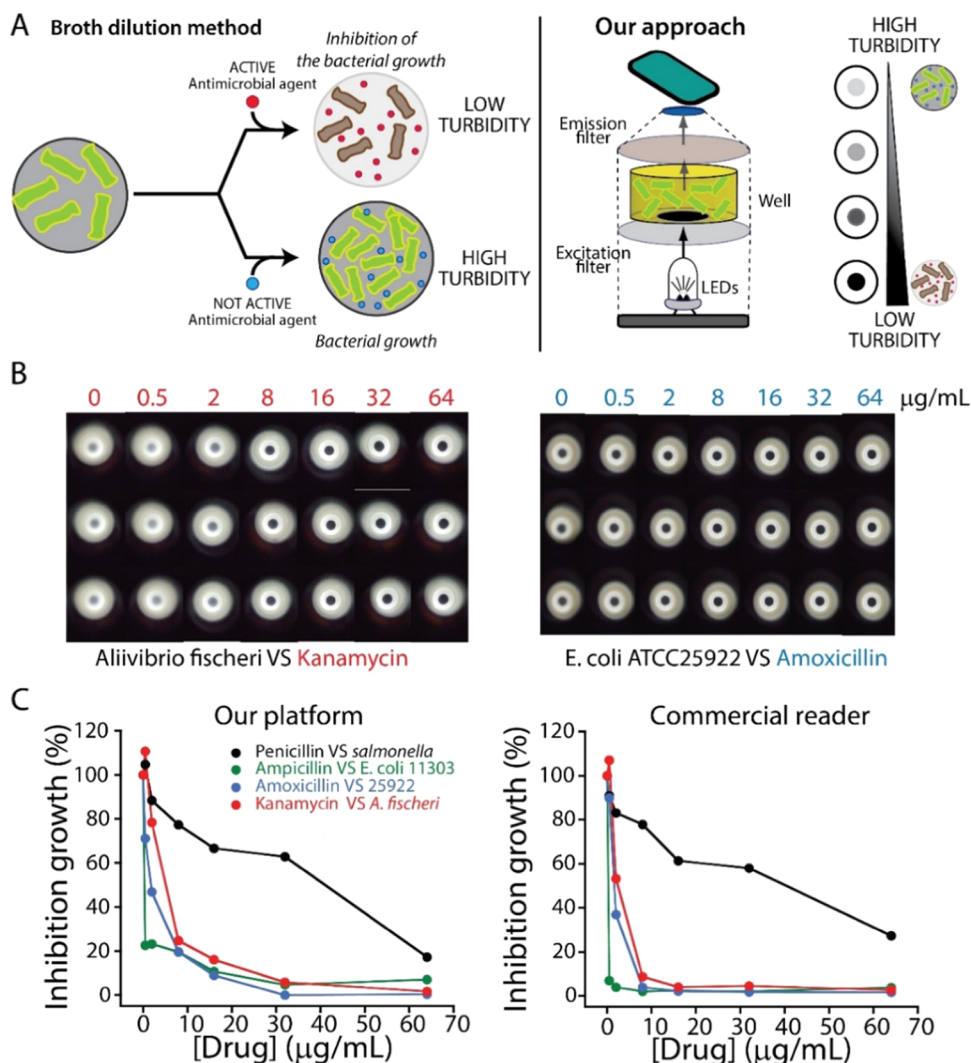 A
Broth dilution method
ACTIVE
Antimicrobial agent
Inhibition of
the bacterial growth
LOW
TURBIDITY
NOT ACTIVE
Antimicrobial agent
HIGH
TURBIDITY
Bacterial growth
Our approach
Emission
filter
Well
Excitation
filter
LEDs
HIGH
TURBIDITY
LOW
TURBIDITY
B
0 0.5 2 8 16 32 64
0 0.5 2 8 16 32 64 μg/mL
Aliivibrio fischeri VS Kanamycin
E. coli ATCC25922 VS Amoxicillin
C
Our platform
Inhibition growth (%)
120
100
80
60
40
20
0
Penicillin VS salmonella
Ampicillin VS E. coli 11303
Amoxicillin VS 25922
Kanamycin VS A. fischeri
0 10 20 30 40 50 60 70
[Drug] (μg/mL)
Commercial reader
Inhibition growth (%)
120
100
80
60
40
20
0
0 10 20 30 40 50 60 70
[Drug] (μg/mL)